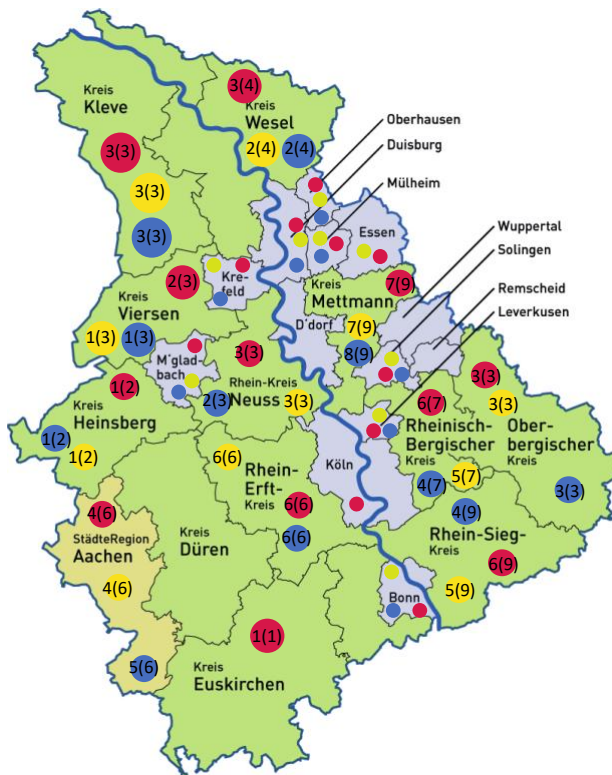 Kreis
Kleve
3(3)
3(3)
3(3)
3(4)
Kreis
Wesel
2(4)
2(4)
Oberhausen
Duisburg
Mülheim
Essen
Wuppertal
Solingen
Remscheid
Leverkusen
2(3)
Kreis
Viersen
1(3)
1(3)
Kre-
feld
7(9)
Kreis
Mettmann
D'dorf
7(9)
8(9)
M'glad-
bach
3(3)
Rhein-Kreis
Neuss
2(3)
3(3)
1(2)
Kreis
Heinsberg
1(2)
1(2)
3(3)
3(3)
Ober-
bergischer
Kreis
3(3)
6(7)
Rheinisch-
Bergischer
Kreis
4(7)
5(7)
6(6)
Rhein-
Erft-
Kreis
6(6)
6(6)
Köln
4(9)
Rhein-Sieg-
Kreis
6(9)
5(9)
4(6)
StädteRegion
Aachen
4(6)
5(6)
Kreis
Düren
Bonn
1(1)
Kreis
Euskirchen